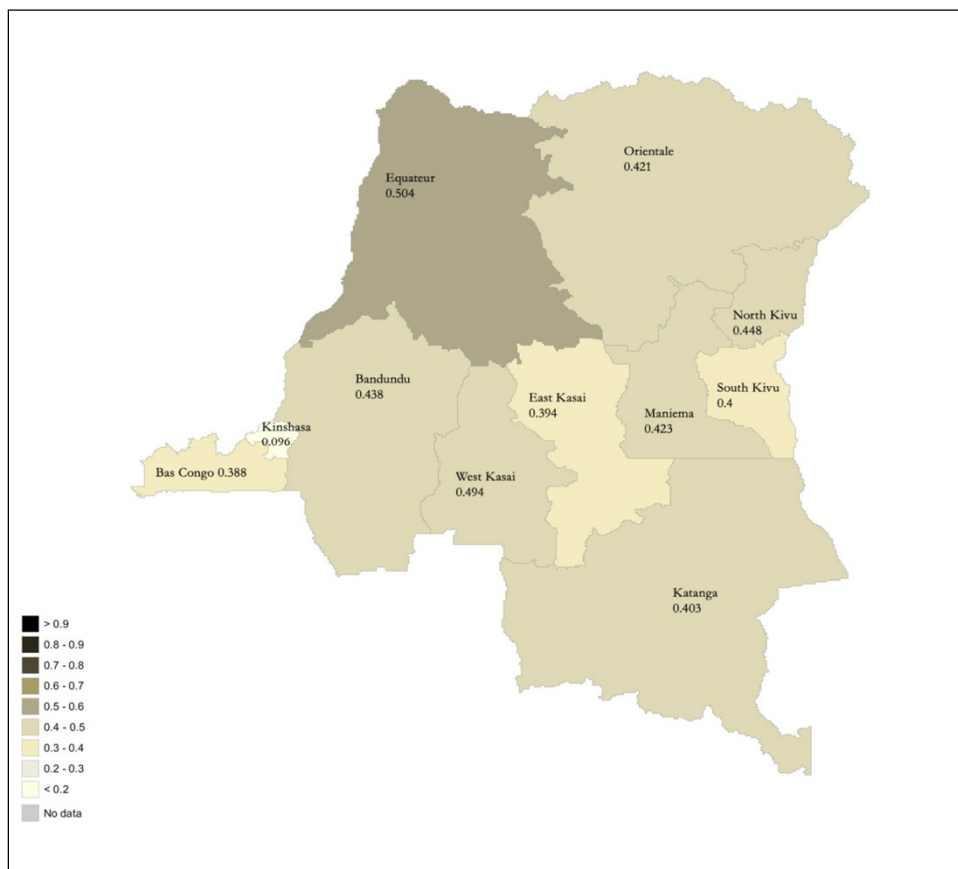 Orientale
0.421
Equateur
0.504
North Kivu
0.448
Bandundu
0.438
East Kasai
0.394
South Kivu
0.4
Maniema
0.423
Kinshasa
0.096
Bas Congo 0.388
West Kasai
0.494
Katanga
0.403
> 0.9
0.8 - 0.9
0.7 - 0.8
0.6 - 0.7
0.5 - 0.6
0.4 - 0.5
0.3 - 0.4
0.2 - 0.3
< 0.2
No data